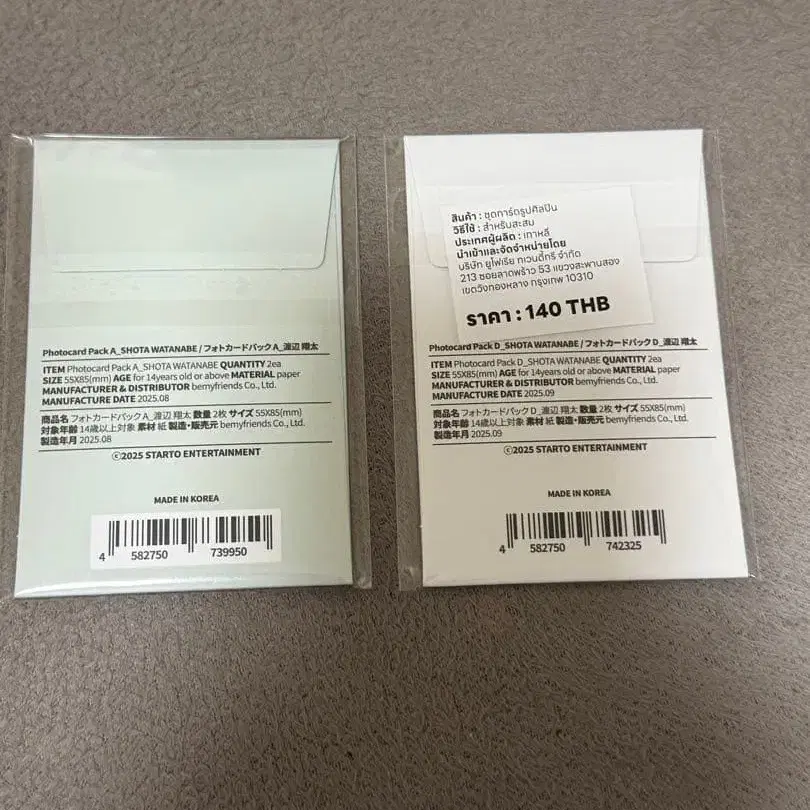 Photocard Pack A_SHOTA WATANABE / フォトカードパック A_渡辺 翔太
ITEM Photocard Pack A_SHOTA WATANABE QUANTITY 2ea
SIZE 55X85(mm) AGE for 14years old or above MATERIAL paper
MANUFACTURER & DISTRIBUTOR bemyfriends Co., Ltd.
MANUFACTURE DATE 2025.08
商品名 フォトカードパック A_渡辺 翔太 数量 2枚 サイズ 55X85(mm)
対象年齢 14歳以上対象 素材 紙 製造・販売元 bemyfriends Co., Ltd.
製造年月 2025.08
©2025 STARTO ENTERTAINMENT
MADE IN KOREA
4 582750 739950
สินค้า : ชุดการ์ดรูปศิลปิน
วิธีใช้ : สำหรับสะสม
ประเทศผู้ผลิต : เกาหลี
นำเข้าและจัดจำหน่ายโดย
บริษัท ยูโฟเรีย ทเวนตี้ทรี จำกัด
213 ซอยลาดพร้าว 53 แขวงสะพานสอง
เขตวังทองหลาง กรุงเทพ 10310
ราคา : 140 THB
Photocard Pack D_SHOTA WATANABE / フォトカードパック D_渡辺 翔太
ITEM Photocard Pack D_SHOTA WATANABE QUANTITY 2ea
SIZE 55X85(mm) AGE for 14years old or above MATERIAL paper
MANUFACTURER & DISTRIBUTOR bemyfriends Co., Ltd.
MANUFACTURE DATE 2025.09
商品名 フォトカードパック D_渡辺 翔太 数量 2枚 サイズ 55X85(mm)
対象年齢 14歳以上対象 素材 紙 製造・販売元 bemyfriends Co., Ltd.
製造年月 2025.09
©2025 STARTO ENTERTAINMENT
MADE IN KOREA
4 582750 742325